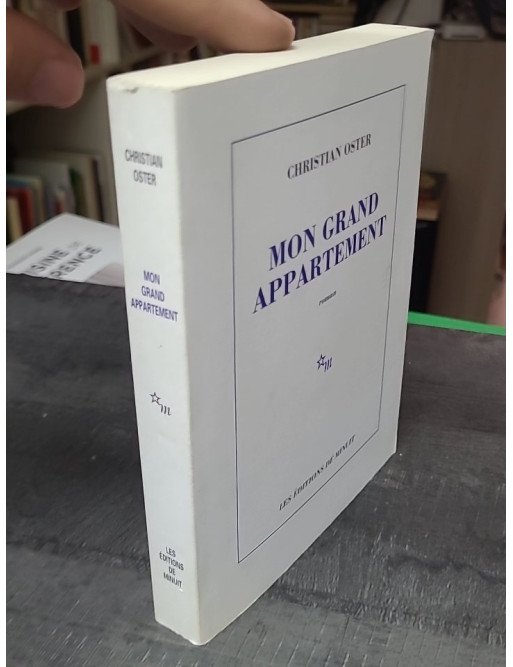 CHRISTIAN
OSTER
MON
GRAND
APPARTEMENT
m
LES
ÉDITIONS
DE
MINUIT
CHRISTIAN OSTER
MON GRAND
APPARTEMENT
roman
m
LES ÉDITIONS DE MINUIT